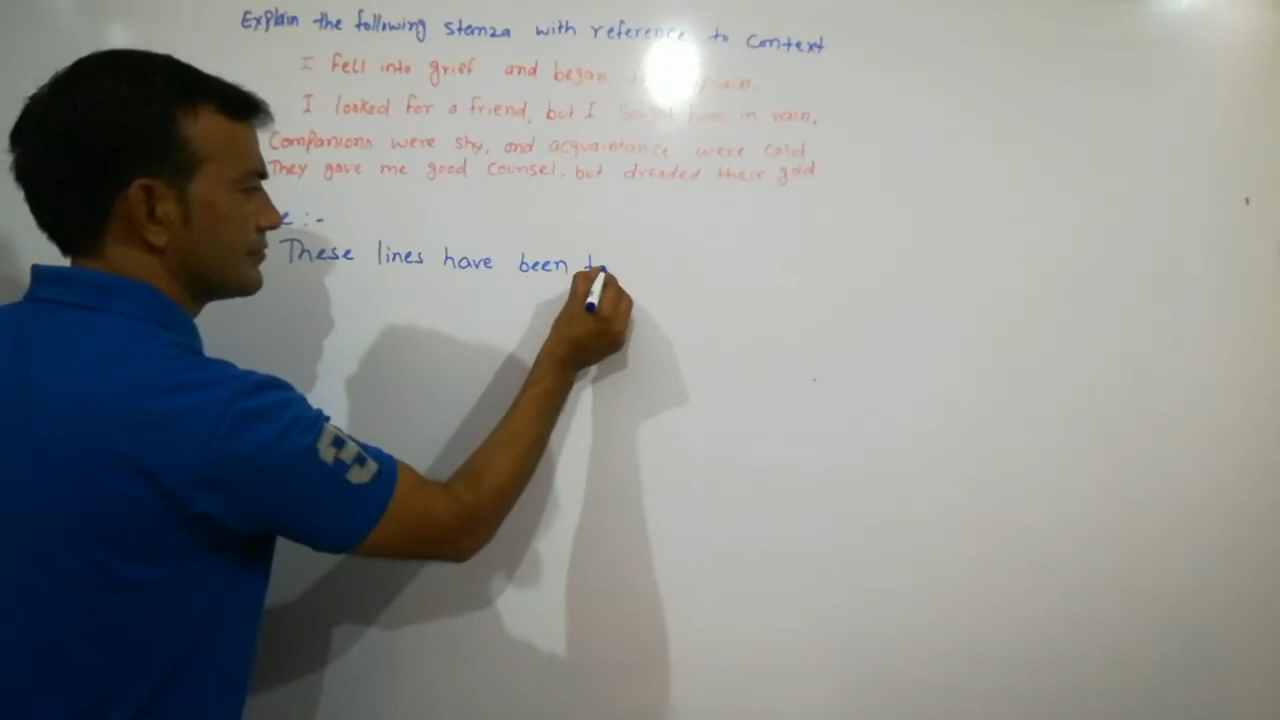 Explain the following stanza with reference to context
I fell into grief and began
I looked for a friend, but I in vain.
Companions were shy, and acquaintance were cold
They gave me good counsel, but dreaded their gold
e :-
These lines have been t